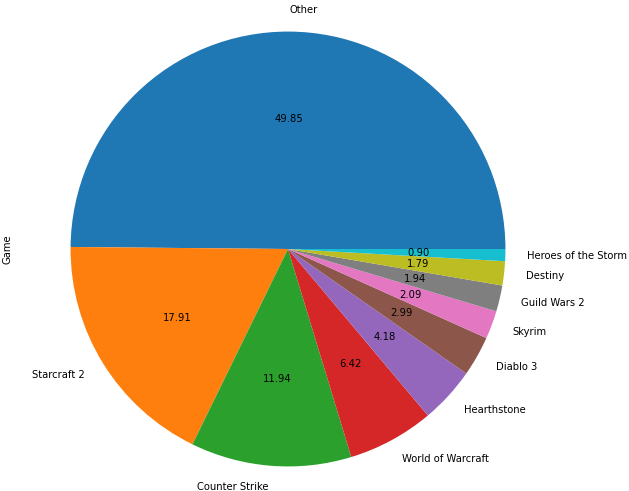 Other
49.85
Game
0.90
Heroes of the Storm
1.79
Destiny
1.94
Guild Wars 2
2.09
Skyrim
2.99
Diablo 3
17.91
4.18
6.42
Starcraft 2
11.94
Hearthstone
World of Warcraft
Counter Strike